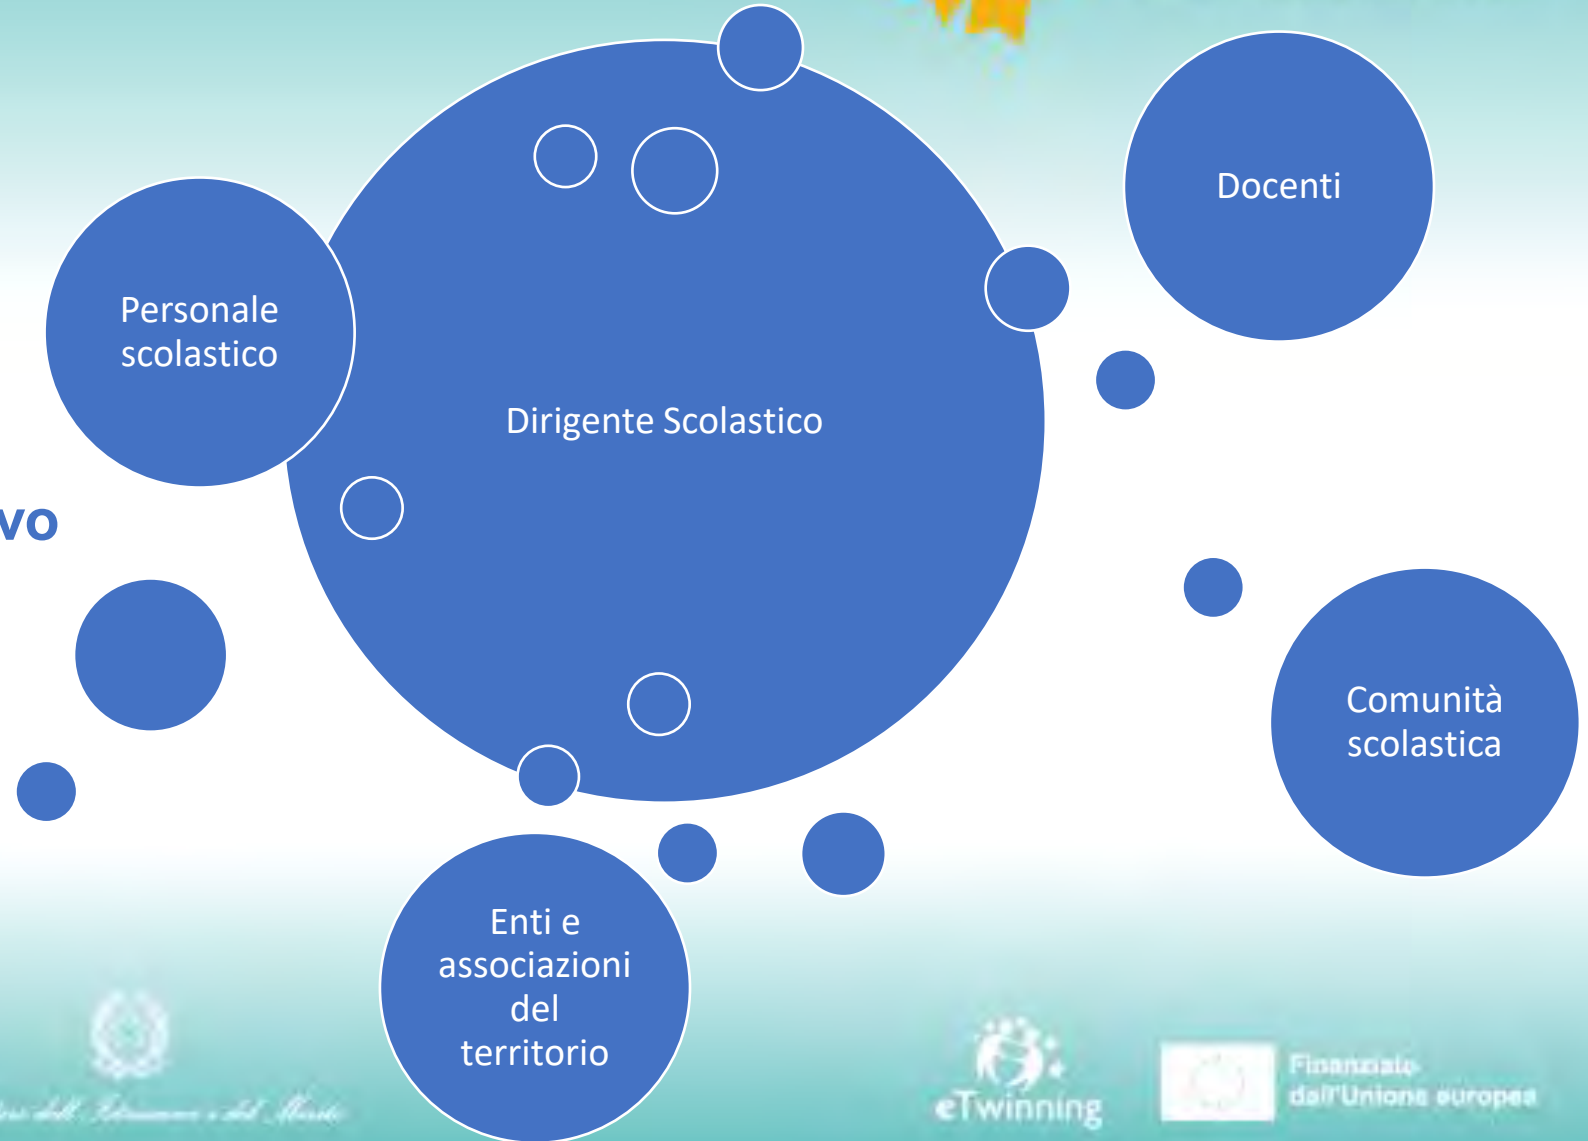 Docenti
Personale
scolastico
Dirigente Scolastico
vo
Comunità
scolastica
Enti e
associazioni
del
territorio
eTwinning
Finanziato
dall'Unione europea